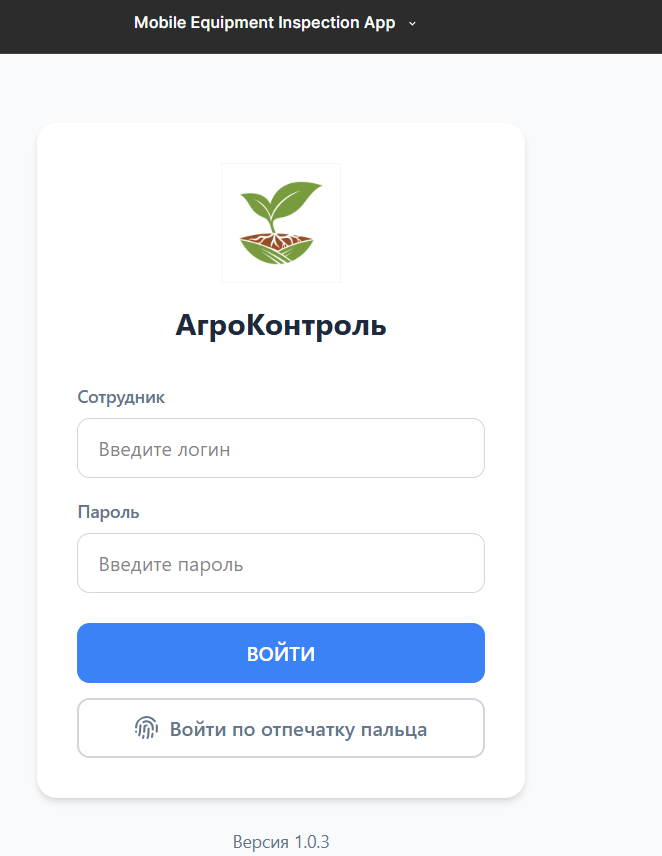 Mobile Equipment Inspection App
АгроКонтроль
Сотрудник
Введите логин
Пароль
Введите пароль
ВОЙТИ
Войти по отпечатку пальца
Версия 1.0.3